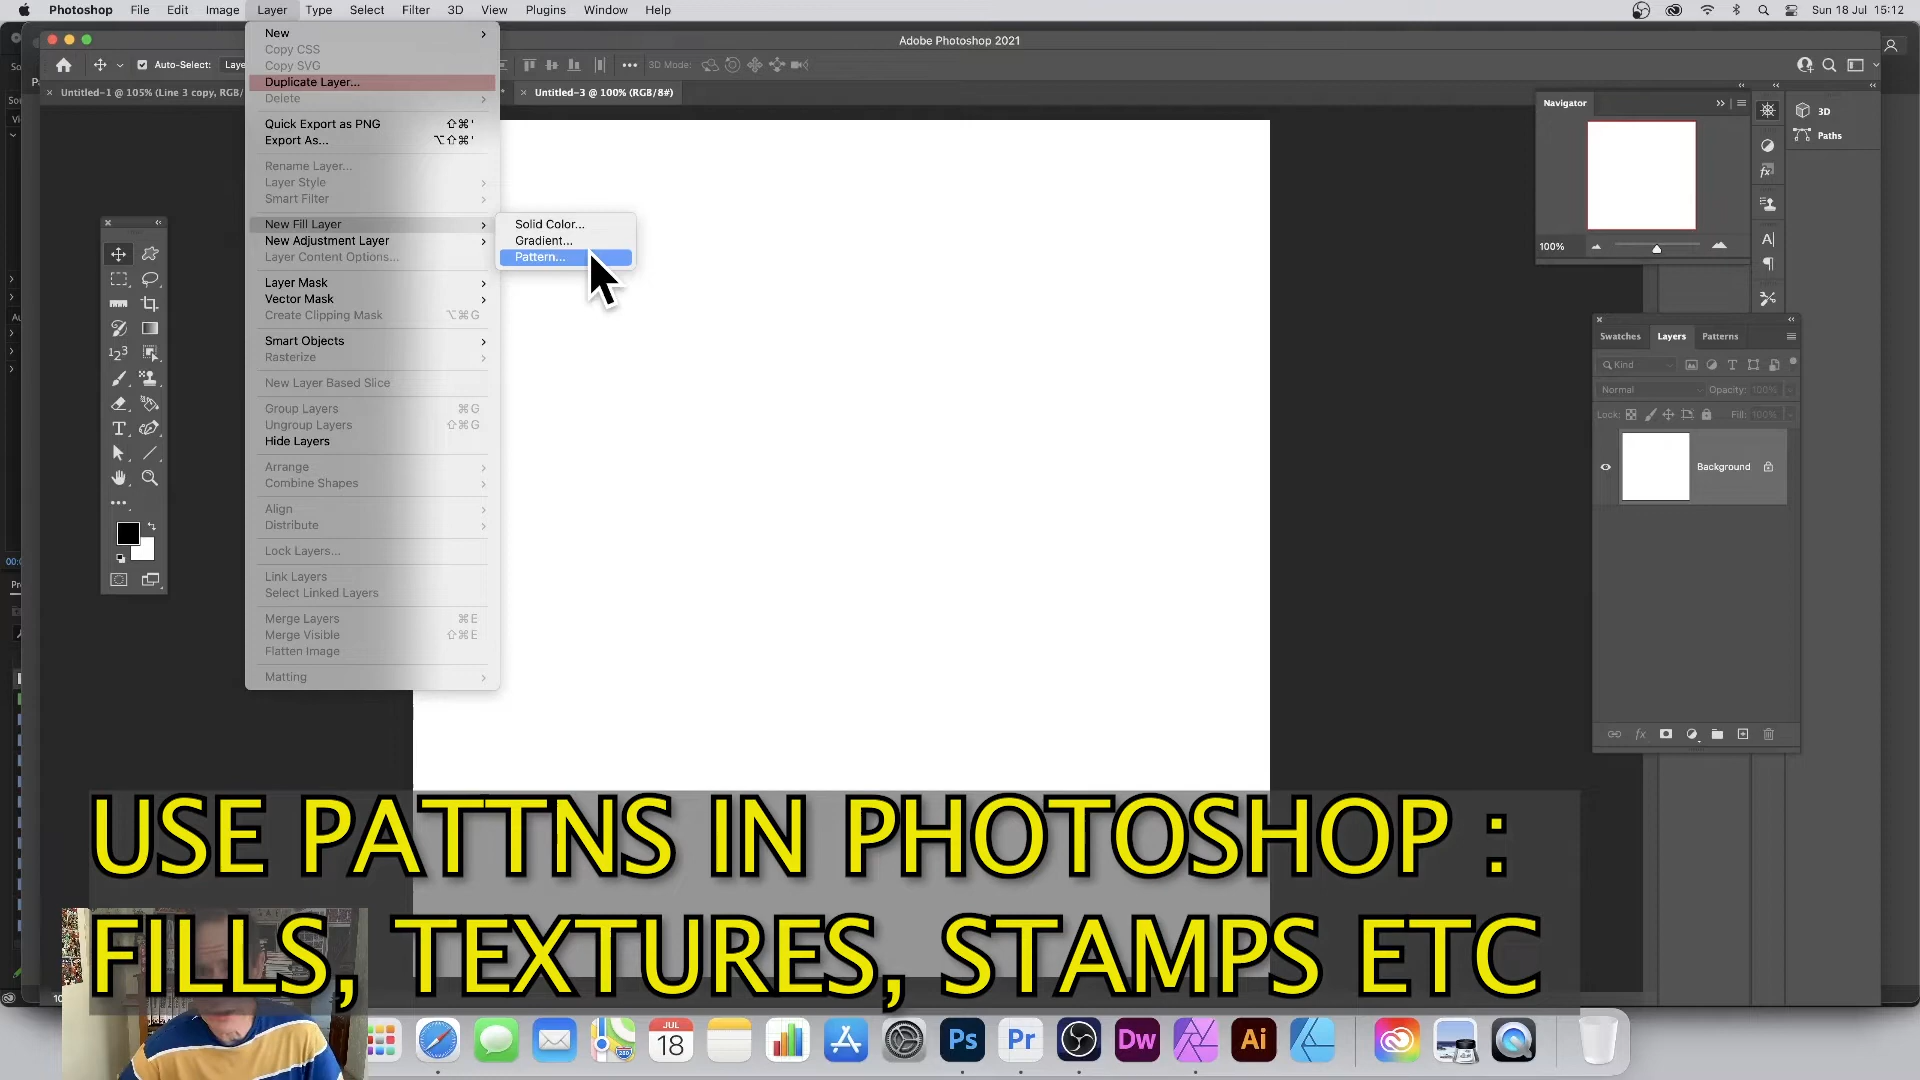 Photoshop File Edit Image Layer Type Select Filter 3D View Plugins Window Help Sun 18 Jul 15:12
Adobe Photoshop 2021
Auto-Select: Laye 3D Mode:
Untitled-1 @ 105% (Line 3 copy, RGB/ Untitled-3 @ 100% (RGB/8#)
New
Copy CSS
Copy SVG
Duplicate Layer...
Delete
Quick Export as PNG ⇧⌘'
Export As... ⌥⇧⌘'
Rename Layer...
Layer Style
Smart Filter
New Fill Layer
New Adjustment Layer
Layer Content Options...
Layer Mask
Vector Mask
Create Clipping Mask ⌥⌘G
Smart Objects
Rasterize
New Layer Based Slice
Group Layers ⌘G
Ungroup Layers ⇧⌘G
Hide Layers
Arrange
Combine Shapes
Align
Distribute
Lock Layers...
Link Layers
Select Linked Layers
Merge Layers ⌘E
Merge Visible ⇧⌘E
Flatten Image
Matting
Solid Color...
Gradient...
Pattern...
Navigator
100%
3D
Paths
Swatches Layers Patterns
Kind
Normal Opacity: 100%
Lock: Fill: 100%
Background
USE PATTNS IN PHOTOSHOP :
FILLS, TEXTURES, STAMPS ETC
JUL
18
280
Ps Pr Dw Ai